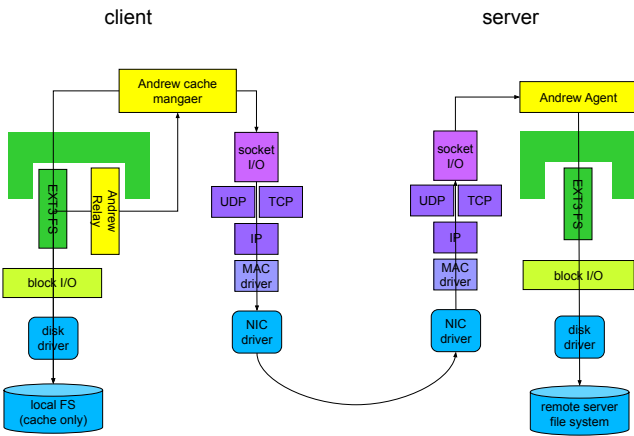 client
server
Andrew cache
mangaer
Andrew Agent
socket
I/O
socket
I/O
EXT3 FS
Andrew
Relay
EXT3 FS
UDP
TCP
UDP
TCP
IP
IP
block I/O
MAC
driver
MAC
driver
block I/O
disk
driver
NIC
driver
NIC
driver
disk
driver
local FS
(cache only)
remote server
file system